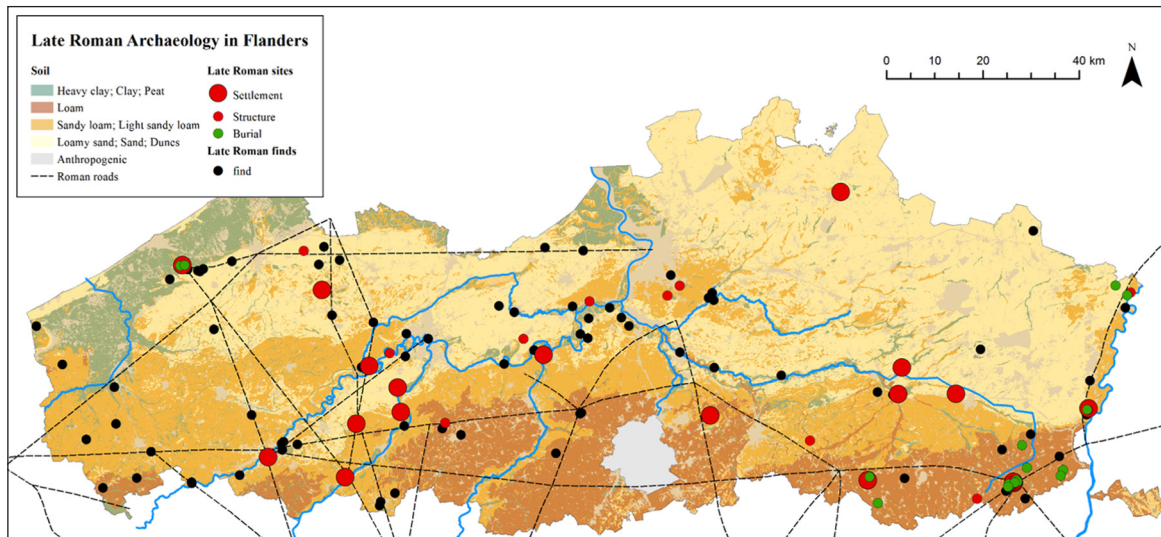 Late Roman Archaeology in Flanders
Soil
Heavy clay; Clay; Peat
Loam
Sandy loam; Light sandy loam
Loamy sand; Sand; Duncs
Anthropogenic
Roman roads
Late Roman sites
Settlement
Structure
Burial
Late Roman finds
find
0 10 20 40 km
N